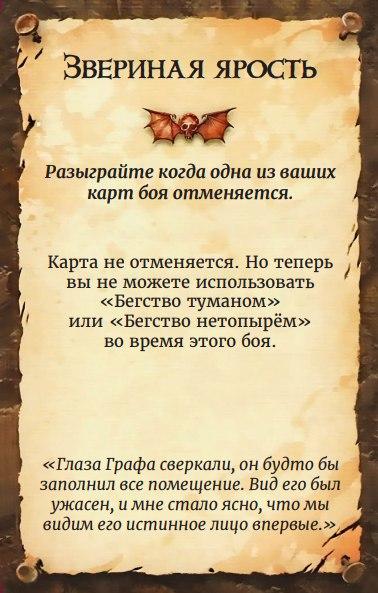 Звериная ярость
Разыграйте когда одна из ваших
карт боя отменяется.
Карта не отменяется. Но теперь
вы не можете использовать
«Бегство туманом»
или «Бегство нетопырём»
во время этого боя.
«Глаза Графа сверкали, он будто бы
заполнил все помещение. Вид его был
ужасен, и мне стало ясно, что мы
видим его истинное лицо впервые.»